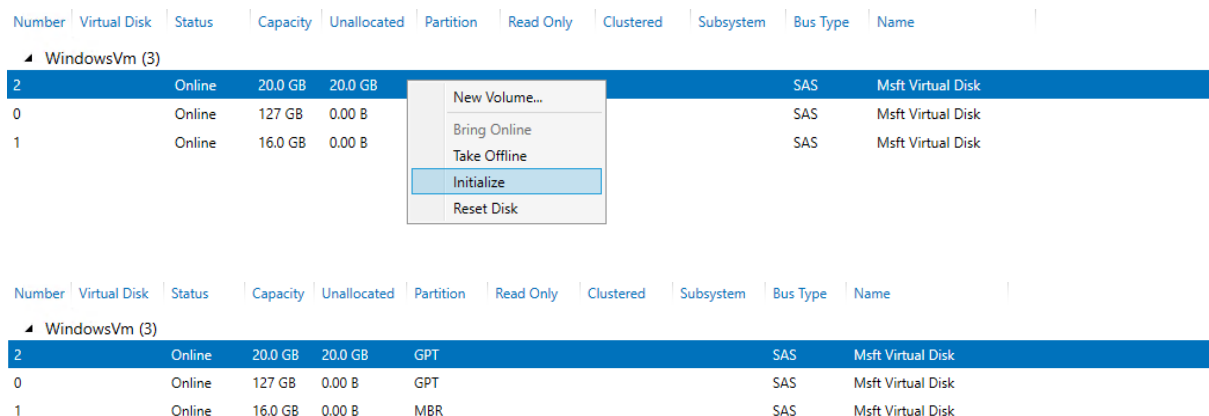 Number Virtual Disk Status Capacity Unallocated Partition Read Only Clustered Subsystem Bus Type Name
WindowsVm (3)
2 Online 20.0 GB 20.0 GB SAS Msft Virtual Disk
New Volume...
0 Online 127 GB 0.00 B SAS Msft Virtual Disk
Bring Online
1 Online 16.0 GB 0.00 B SAS Msft Virtual Disk
Take Offline
Initialize
Reset Disk
Number Virtual Disk Status Capacity Unallocated Partition Read Only Clustered Subsystem Bus Type Name
WindowsVm (3)
2 Online 20.0 GB 20.0 GB GPT SAS Msft Virtual Disk
0 Online 127 GB 0.00 B GPT SAS Msft Virtual Disk
1 Online 16.0 GB 0.00 B MBR SAS Msft Virtual Disk